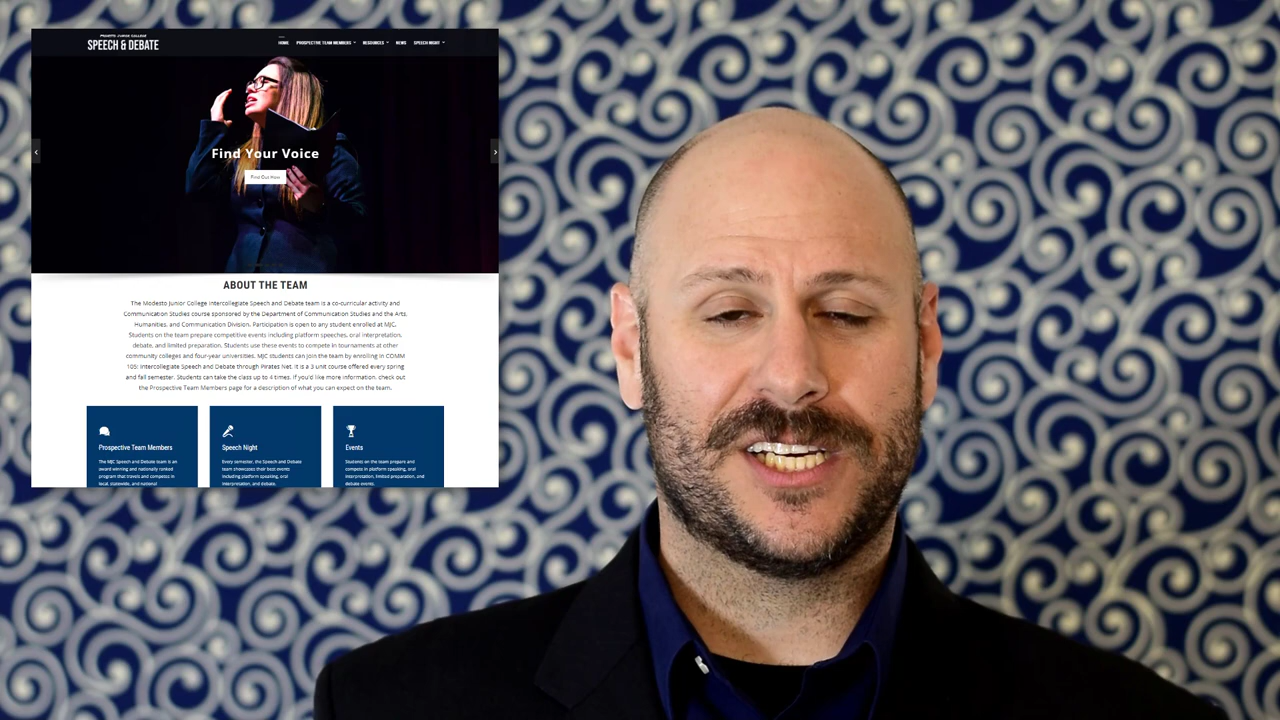 MODESTO JUNIOR COLLEGE
SPEECH & DEBATE
HOME PROSPECTIVE TEAM MEMBERS RESOURCES NEWS SPEECH NIGHT
Find Your Voice
Find Out How
ABOUT THE TEAM
The Modesto Junior College Intercollegiate Speech and Debate team is a co-curricular activity and
Communication Studies course sponsored by the Department of Communication Studies and the Arts,
Humanities, and Communication Division. Participation is open to any student enrolled at MJC.
Students on the team prepare competitive events including platform speeches, oral interpretation,
debate, and limited preparation. Students use these events to compete in tournaments at other
community colleges and four-year universities. MJC students can join the team by enrolling in COMM
105: Intercollegiate Speech and Debate through Pirates Net. It is a 3 unit course offered every spring
and fall semester. Students can take the class up to 4 times. If you'd like more information, check out
the Prospective Team Members page for a description of what you can expect on the team.
Prospective Team Members
The MJC Speech and Debate team is an
award winning and nationally ranked
program that travels and competes in
local, statewide, and national
Speech Night
Every semester, the Speech and Debate
team showcases their best events
including platform speaking, oral
interpretation, and debate.
Events
Students on the team prepare and
compete in platform speaking, oral
interpretation, limited preparation, and
debate events.